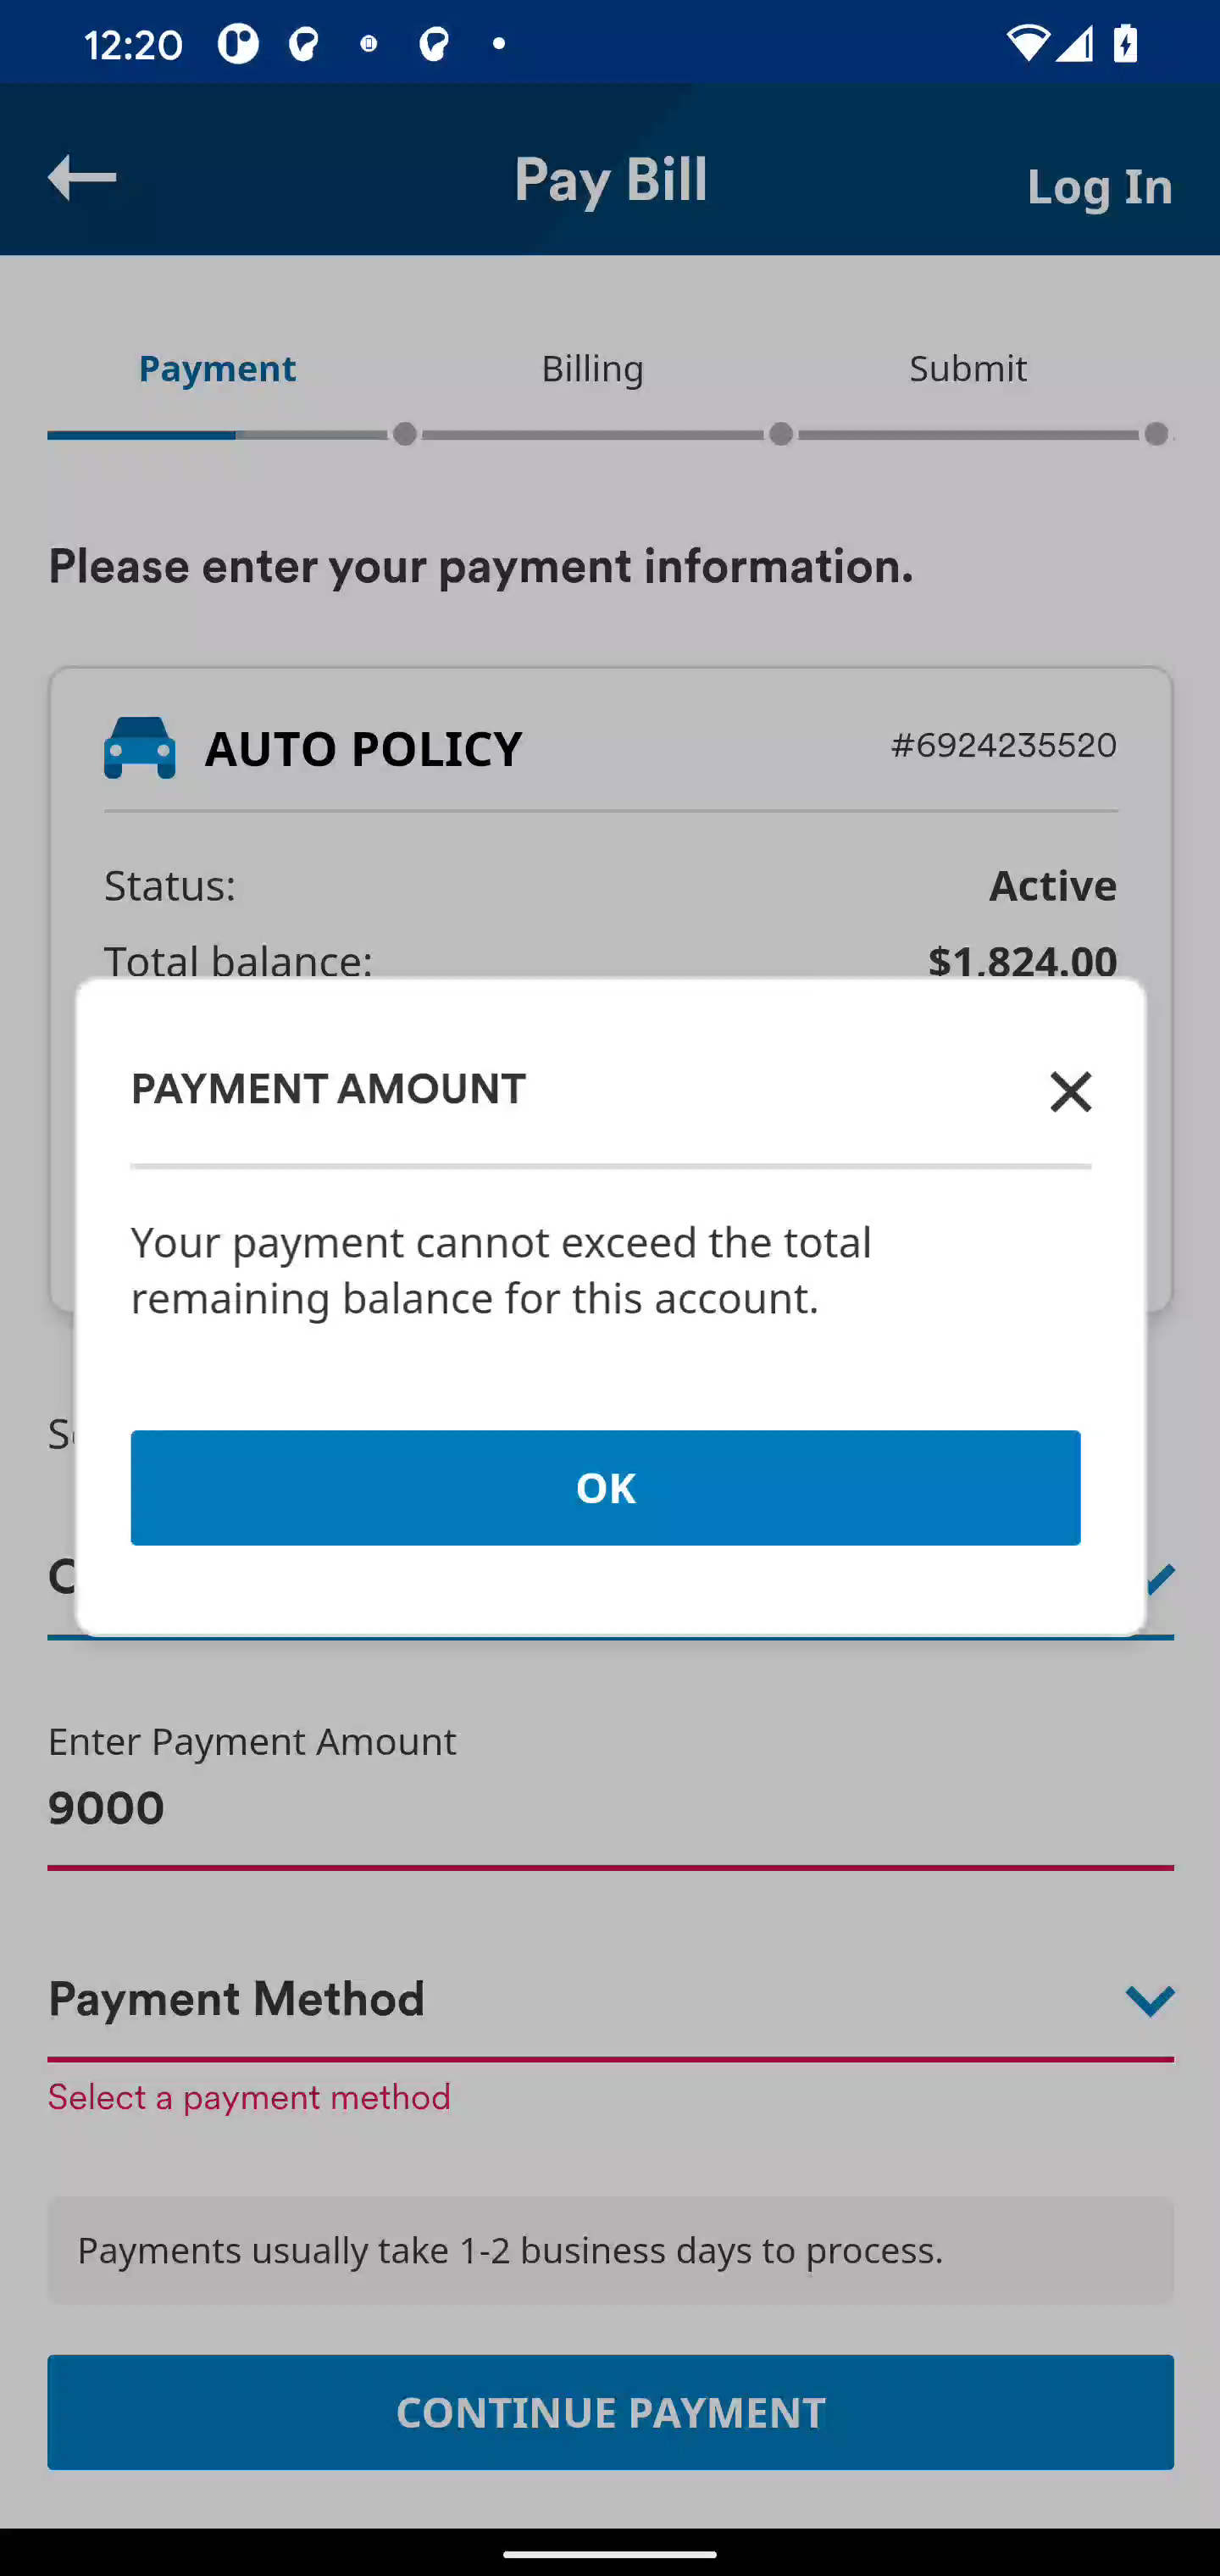 12:20
Pay Bill
Log In
Payment
Billing
Submit
Please enter your payment information.
AUTO POLICY
#6924235520
Status:
Active
Total balance:
$1,824.00
PAYMENT AMOUNT
Your payment cannot exceed the total
remaining balance for this account.
OK
Enter Payment Amount
9000
Payment Method
Select a payment method
Payments usually take 1-2 business days to process.
CONTINUE PAYMENT